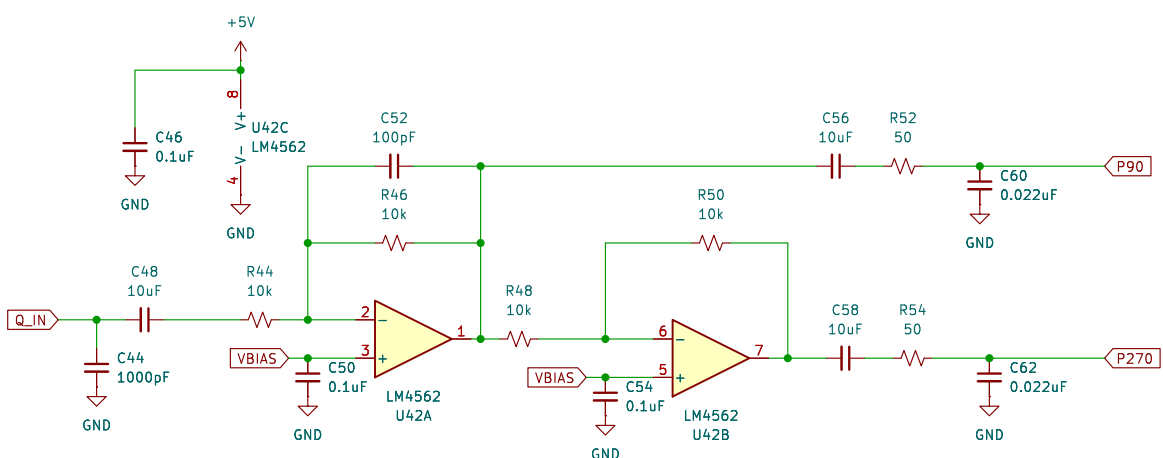 +5V
8
V+
U42C
LM4562
V-
4
GND
C46
0.1uF
GND
C52
100pF
R46
10k
C56
10uF
R52
50
P90
C60
0.022uF
GND
R50
10k
Q_IN
C48
10uF
R44
10k
C44
1000pF
GND
2
-
3
+
1
VBIAS
C50
0.1uF
GND
LM4562
U42A
R48
10k
6
-
5
+
7
VBIAS
C54
0.1uF
GND
LM4562
U42B
C58
10uF
R54
50
P270
C62
0.022uF
GND